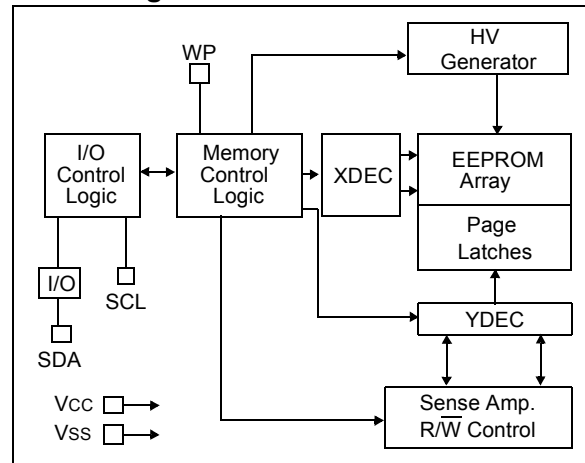 WP
HV
Generator
I/O
Control
Logic
Memory
Control
Logic
XDEC
EEPROM
Array
Page
Latches
I/O
SCL
SDA
YDEC
VCC
VSS
Sense Amp.
R/W̅ Control